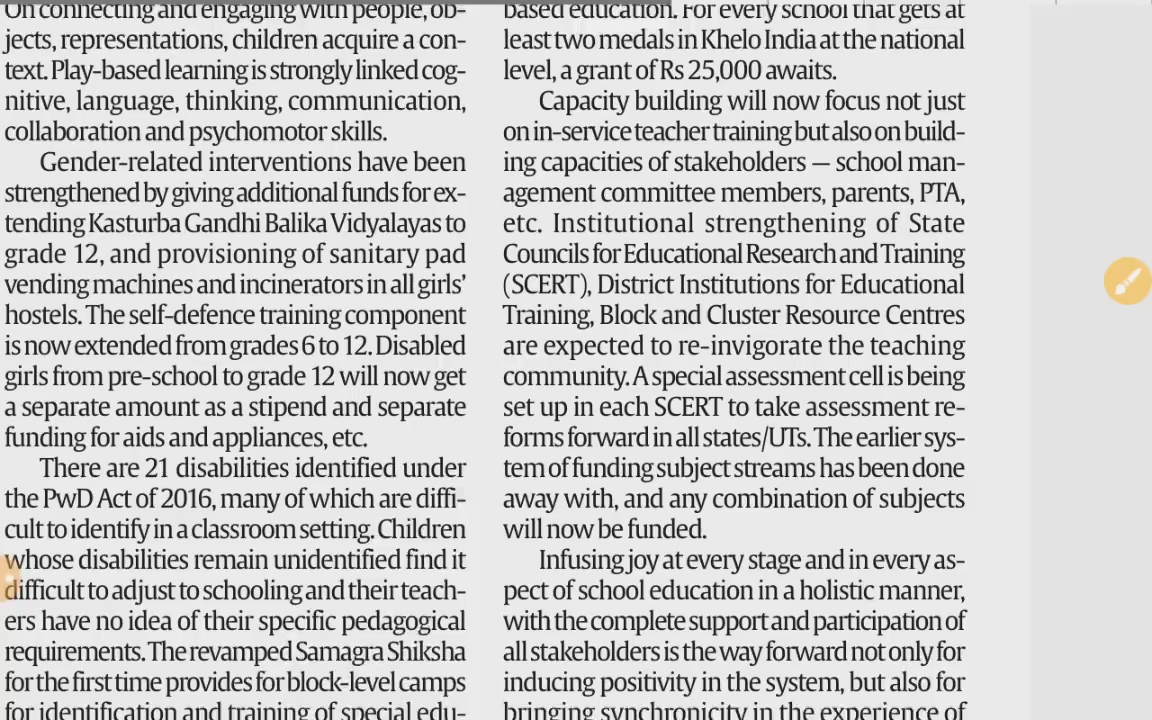 On connecting and engaging with people, ob-
jects, representations, children acquire a con-
text. Play-based learning is strongly linked cog-
nitive, language, thinking, communication,
collaboration and psychomotor skills.
Gender-related interventions have been
strengthened by giving additional funds for ex-
tending Kasturba Gandhi Balika Vidyalayas to
grade 12, and provisioning of sanitary pad
vending machines and incinerators in all girls'
hostels. The self-defence training component
is now extended from grades 6 to 12. Disabled
girls from pre-school to grade 12 will now get
a separate amount as a stipend and separate
funding for aids and appliances, etc.
There are 21 disabilities identified under
the PwD Act of 2016, many of which are diffi-
cult to identify in a classroom setting. Children
whose disabilities remain unidentified find it
difficult to adjust to schooling and their teach-
ers have no idea of their specific pedagogical
requirements. The revamped Samagra Shiksha
for the first time provides for block-level camps
for identification and training of special edu-
based education. For every school that gets at
least two medals in Khelo India at the national
level, a grant of Rs 25,000 awaits.
Capacity building will now focus not just
on in-service teacher training but also on build-
ing capacities of stakeholders — school man-
agement committee members, parents, PTA,
etc. Institutional strengthening of State
Councils for Educational Research and Training
(SCERT), District Institutions for Educational
Training, Block and Cluster Resource Centres
are expected to re-invigorate the teaching
community. A special assessment cell is being
set up in each SCERT to take assessment re-
forms forward in all states/UTs. The earlier sys-
tem of funding subject streams has been done
away with, and any combination of subjects
will now be funded.
Infusing joy at every stage and in every as-
pect of school education in a holistic manner,
with the complete support and participation of
all stakeholders is the way forward not only for
inducing positivity in the system, but also for
bringing synchronicity in the experience of